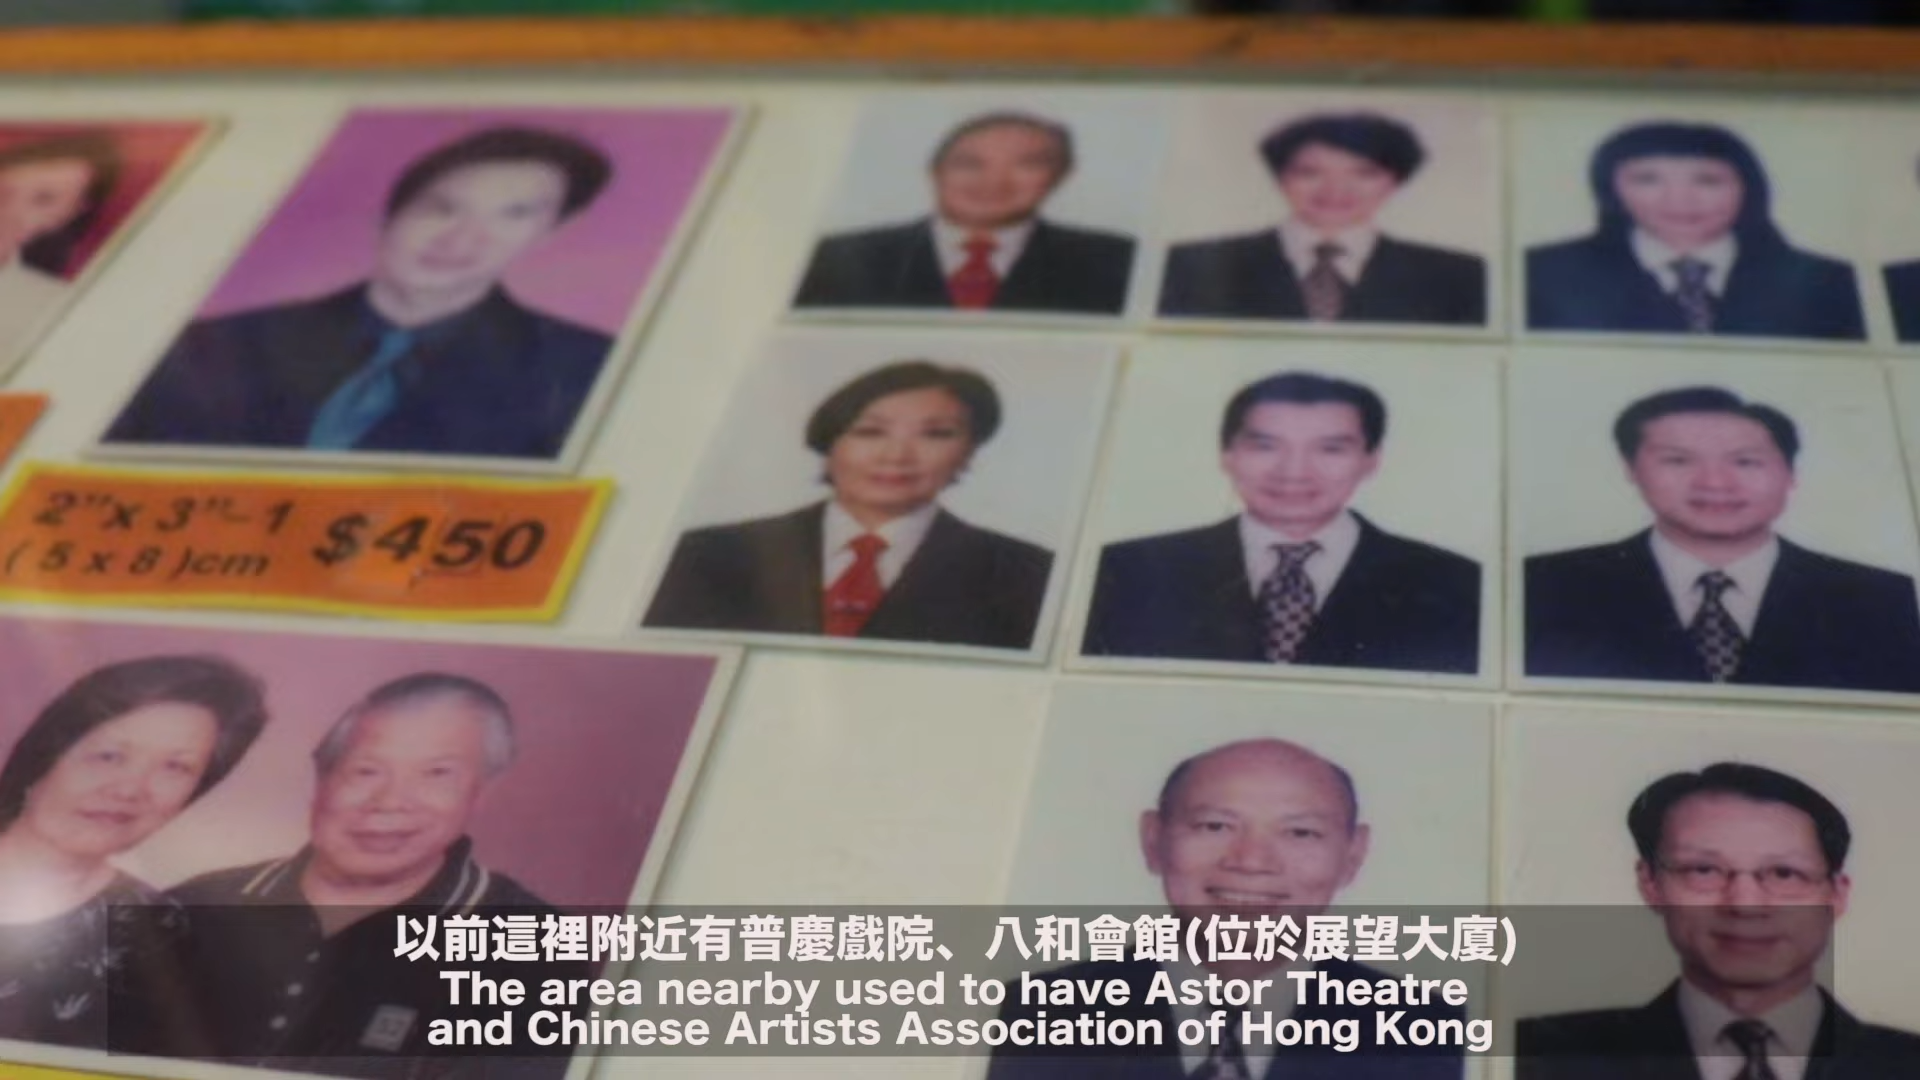 2"x 3"-1 $450
( 5 x 8 )cm
以前這裡附近有普慶戲院、八和會館(位於展望大廈)
The area nearby used to have Astor Theatre
and Chinese Artists Association of Hong Kong